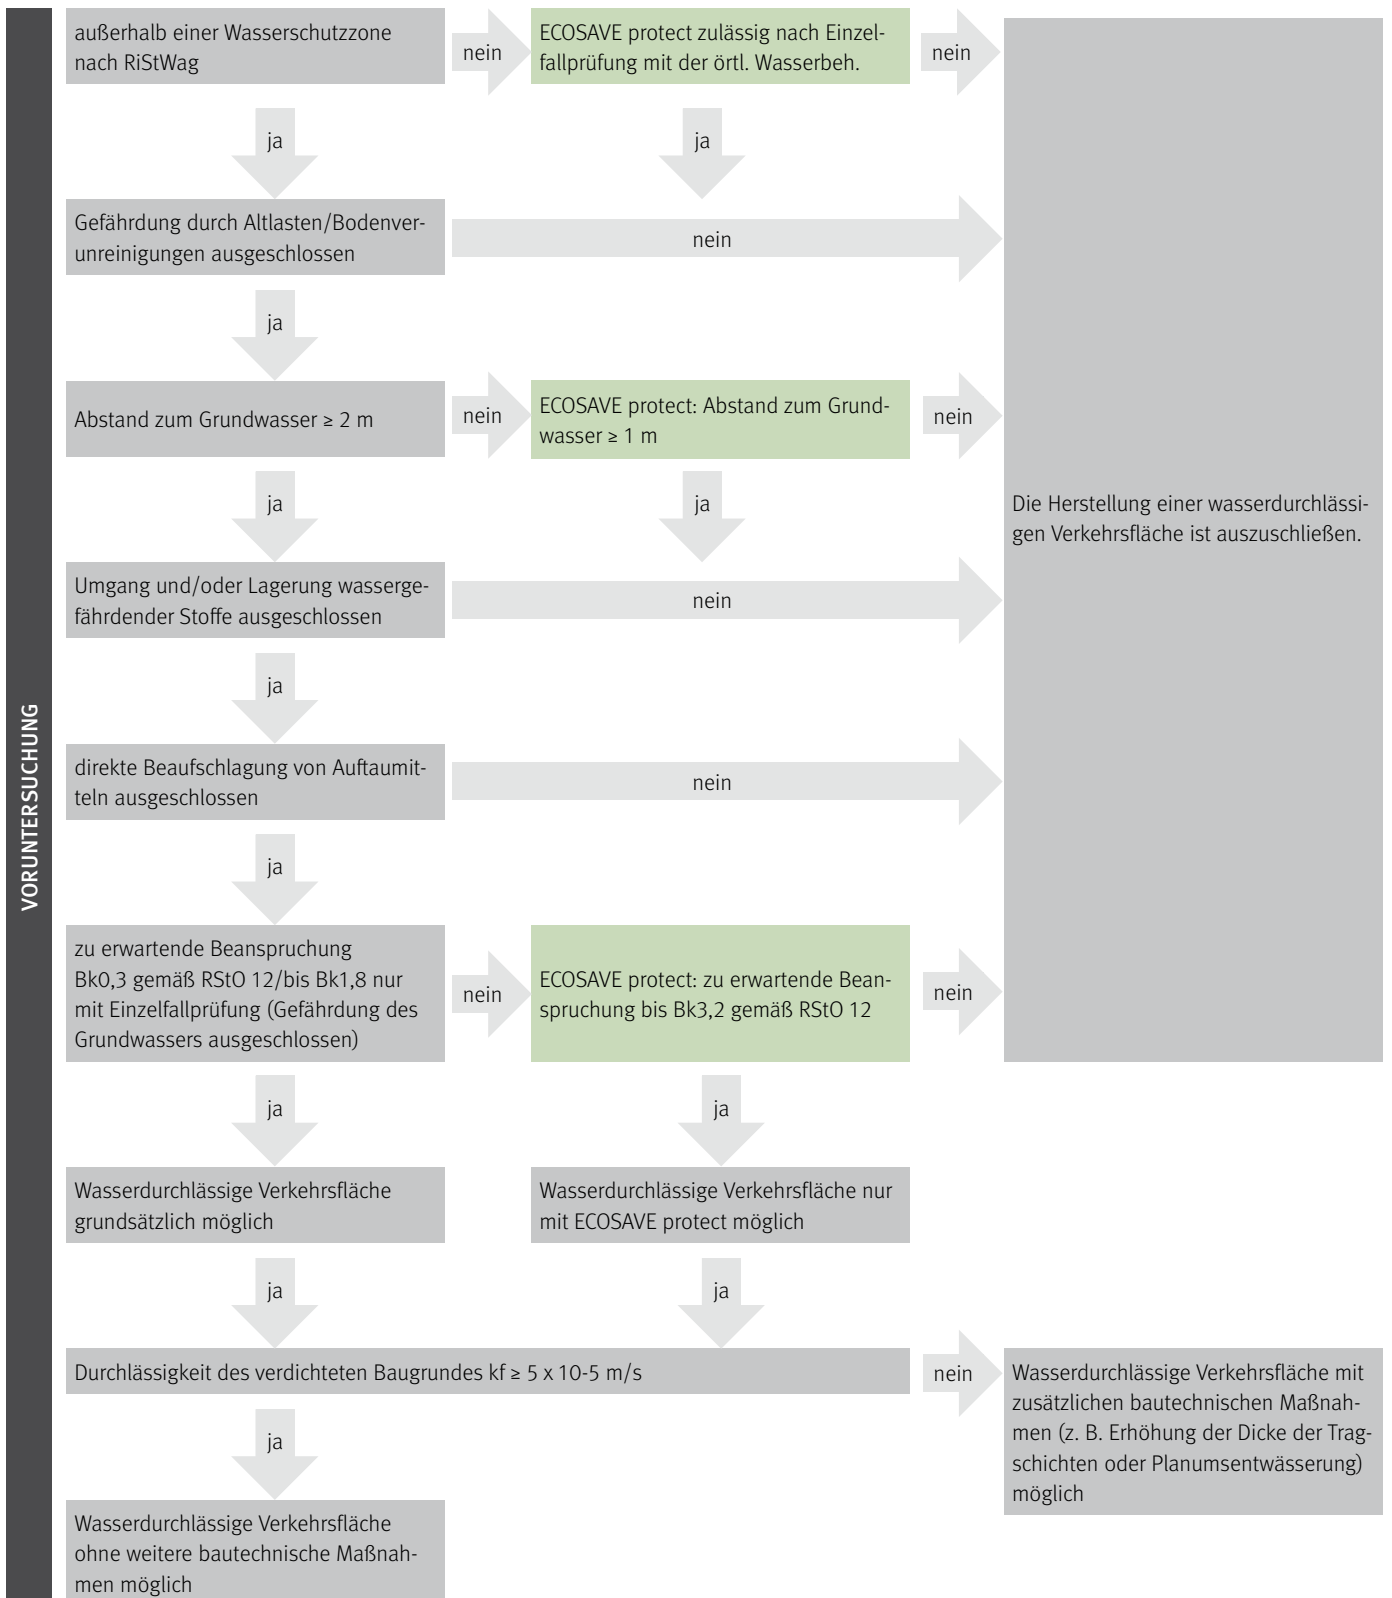 VORUNTERSUCHUNG
außerhalb einer Wasserschutzzone
nach RiStWag
nein
ECOSAVE protect zulässig nach Einzel-
fallprüfung mit der örtl. Wasserbeh.
nein
ja
ja
Gefährdung durch Altlasten/Bodenver-
unreinigungen ausgeschlossen
nein
ja
Abstand zum Grundwasser ≥ 2 m
nein
ECOSAVE protect: Abstand zum Grund-
wasser ≥ 1 m
nein
ja
ja
Die Herstellung einer wasserdurchlässi-
gen Verkehrsfläche ist auszuschließen.
Umgang und/oder Lagerung wasserge-
fährdender Stoffe ausgeschlossen
nein
ja
direkte Beaufschlagung von Auftaumit-
teln ausgeschlossen
nein
ja
zu erwartende Beanspruchung
Bk0,3 gemäß RStO 12/bis Bk1,8 nur
mit Einzelfallprüfung (Gefährdung des
Grundwassers ausgeschlossen)
nein
ECOSAVE protect: zu erwartende Bean-
spruchung bis Bk3,2 gemäß RStO 12
nein
ja
ja
Wasserdurchlässige Verkehrsfläche
grundsätzlich möglich
Wasserdurchlässige Verkehrsfläche nur
mit ECOSAVE protect möglich
ja
ja
Durchlässigkeit des verdichteten Baugrundes kf ≥ 5 x 10-5 m/s
nein
Wasserdurchlässige Verkehrsfläche mit
zusätzlichen bautechnischen Maßnah-
men (z. B. Erhöhung der Dicke der Trag-
schichten oder Planumsentwässerung)
möglich
ja
Wasserdurchlässige Verkehrsfläche
ohne weitere bautechnische Maßnah-
men möglich